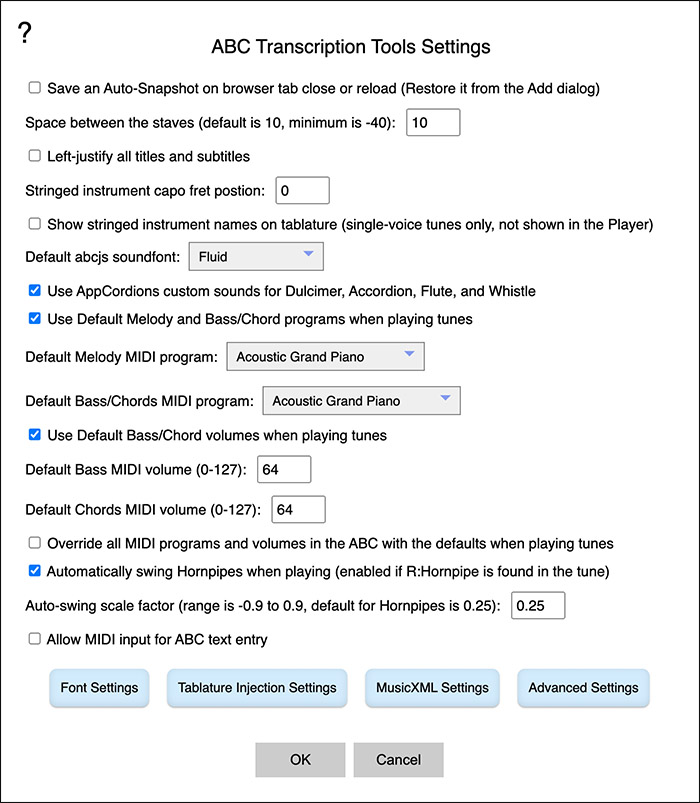 ?
ABC Transcription Tools Settings
Save an Auto-Snapshot on browser tab close or reload (Restore it from the Add dialog)
Space between the staves (default is 10, minimum is -40): 10
Left-justify all titles and subtitles
Stringed instrument capo fret postion: 0
Show stringed instrument names on tablature (single-voice tunes only, not shown in the Player)
Default abcjs soundfont: Fluid
Use AppCordions custom sounds for Dulcimer, Accordion, Flute, and Whistle
Use Default Melody and Bass/Chord programs when playing tunes
Default Melody MIDI program: Acoustic Grand Piano
Default Bass/Chords MIDI program: Acoustic Grand Piano
Use Default Bass/Chord volumes when playing tunes
Default Bass MIDI volume (0-127): 64
Default Chords MIDI volume (0-127): 64
Override all MIDI programs and volumes in the ABC with the defaults when playing tunes
Automatically swing Hornpipes when playing (enabled if R:Hornpipe is found in the tune)
Auto-swing scale factor (range is -0.9 to 0.9, default for Hornpipes is 0.25): 0.25
Allow MIDI input for ABC text entry
Font Settings Tablature Injection Settings MusicXML Settings Advanced Settings
OK Cancel